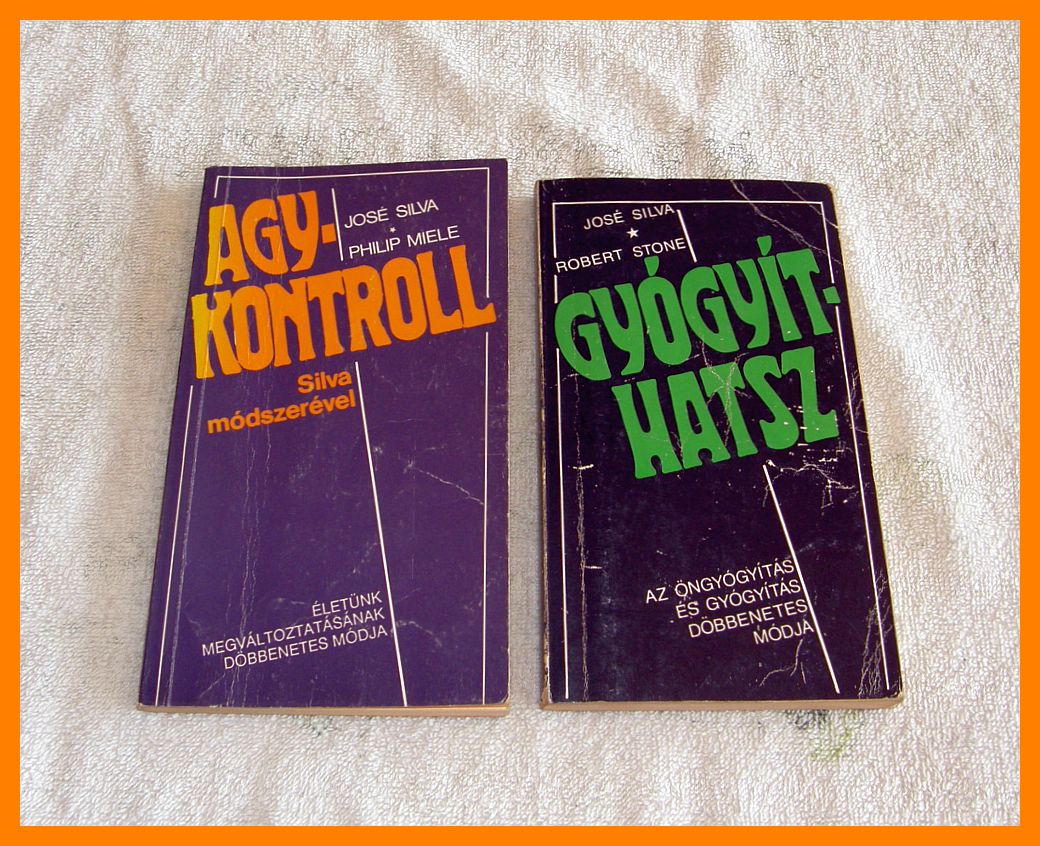 AGY-
KONTROLL
JOSÉ SILVA
*
PHILIP MIELE
Silva
módszerével
ÉLETÜNK
MEGVÁLTOZTATÁSÁNAK
DÖBBENETES MÓDJA
JOSÉ SILVA
★
ROBERT STONE
GYÓGYÍT-
HATSZ
AZ ÖNGYÓGYÍTÁS
ÉS GYÓGYÍTÁS
DÖBBENETES
MÓDJA